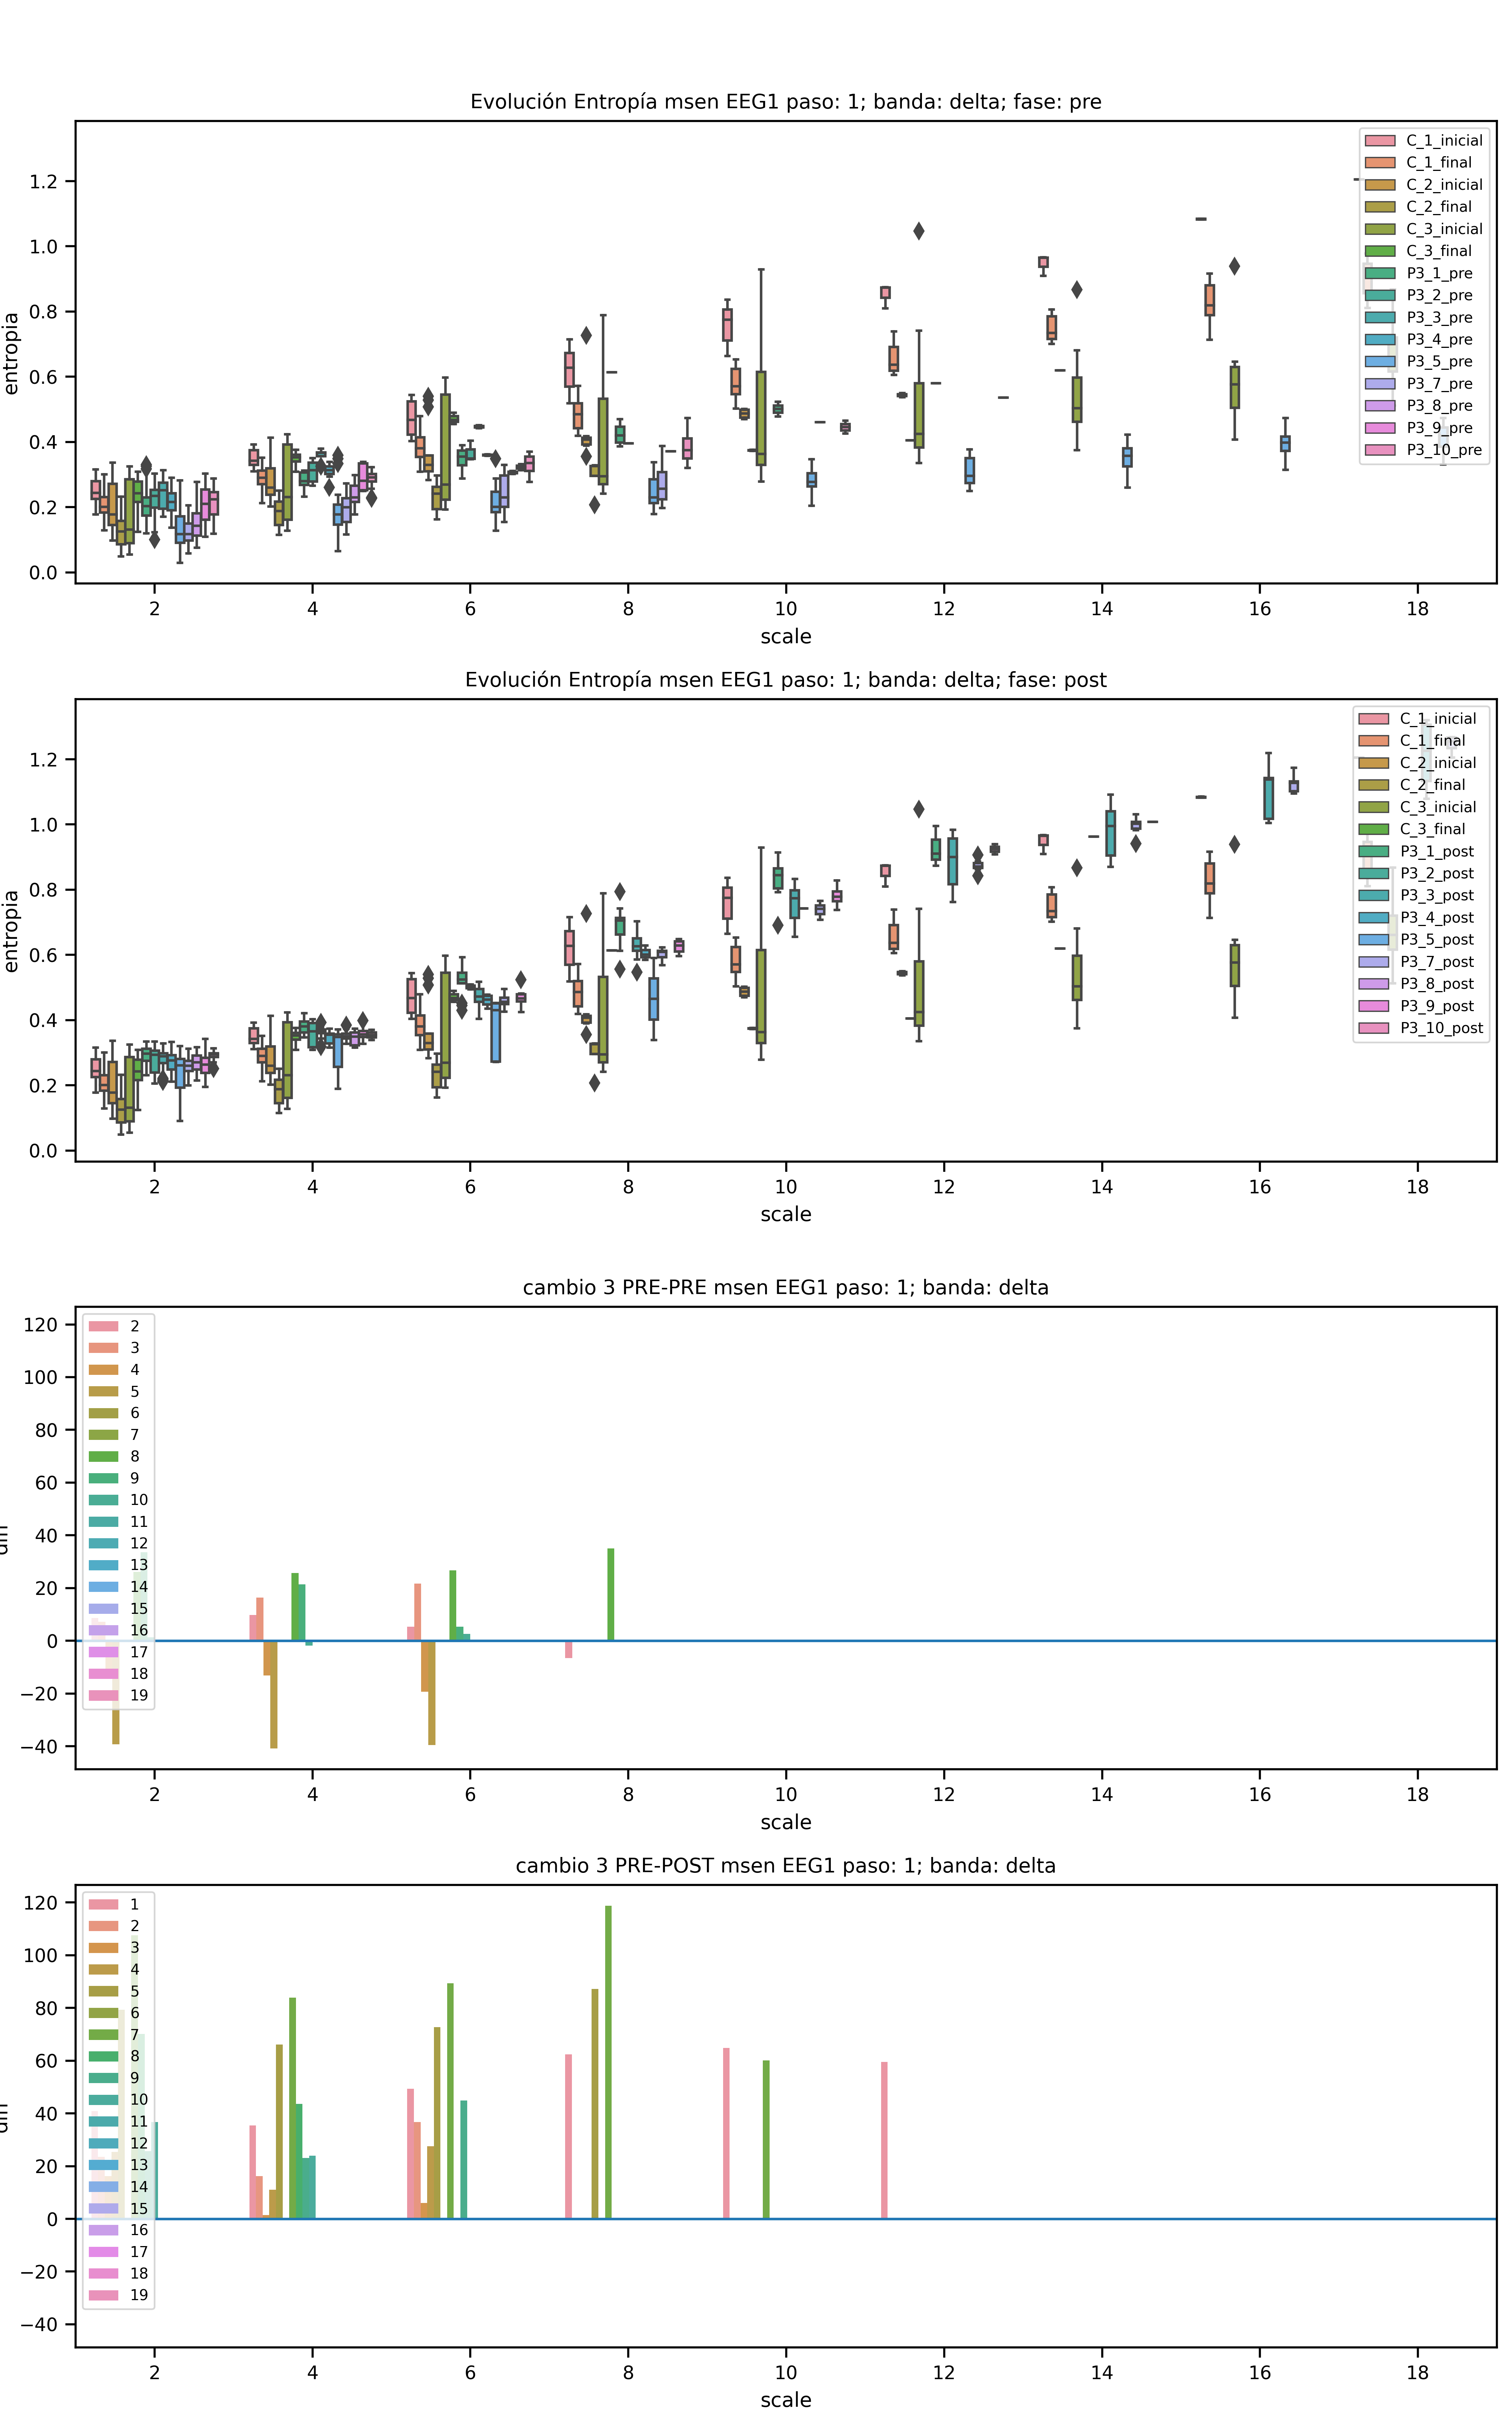 Evolución Entropía msen EEG1 paso: 1; banda: delta; fase: pre
entropia
1.2
1.0
0.8
0.6
0.4
0.2
0.0
C_1_inicial
C_1_final
C_2_inicial
C_2_final
C_3_inicial
C_3_final
P3_1_pre
P3_2_pre
P3_3_pre
P3_4_pre
P3_5_pre
P3_7_pre
P3_8_pre
P3_9_pre
P3_10_pre
2 4 6 8 10 12 14 16 18
scale
Evolución Entropía msen EEG1 paso: 1; banda: delta; fase: post
entropia
1.2
1.0
0.8
0.6
0.4
0.2
0.0
C_1_inicial
C_1_final
C_2_inicial
C_2_final
C_3_inicial
C_3_final
P3_1_post
P3_2_post
P3_3_post
P3_4_post
P3_5_post
P3_7_post
P3_8_post
P3_9_post
P3_10_post
2 4 6 8 10 12 14 16 18
scale
cambio 3 PRE-PRE msen EEG1 paso: 1; banda: delta
120
100
80
60
40
20
0
−20
−40
2
3
4
5
6
7
8
9
10
11
12
13
14
15
16
17
18
19
2 4 6 8 10 12 14 16 18
scale
cambio 3 PRE-POST msen EEG1 paso: 1; banda: delta
120
100
80
60
40
20
0
−20
−40
1
2
3
4
5
6
7
8
9
10
11
12
13
14
15
16
17
18
19
2 4 6 8 10 12 14 16 18
scale